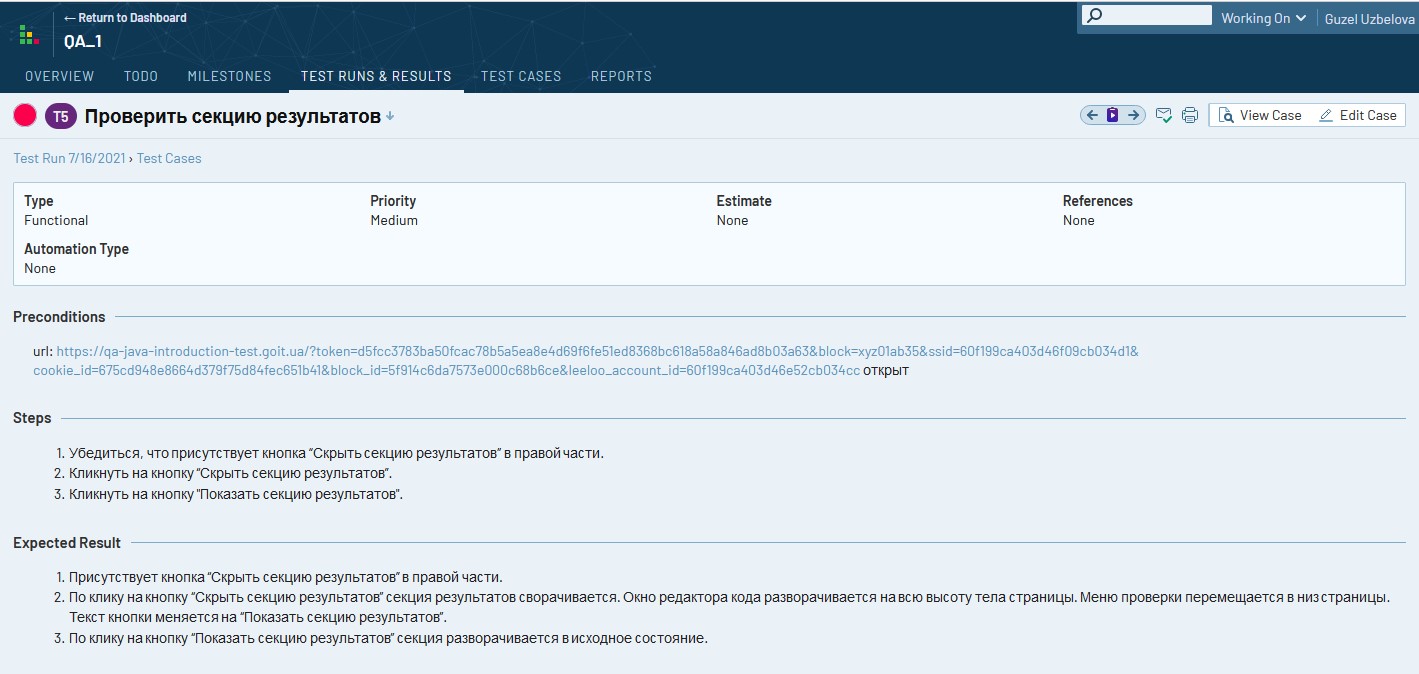 ← Return to Dashboard
QA_1
Working On
Guzel Uzbelova
OVERVIEW TODO MILESTONES TEST RUNS & RESULTS TEST CASES REPORTS
T5 Проверить секцию результатов
View Case Edit Case
Test Run 7/16/2021 › Test Cases
Type Priority Estimate References
Functional Medium None None
Automation Type
None
Preconditions
url: https://qa-java-introduction-test.goit.ua/?token=d5fcc3783ba50fcac78b5a5ea8e4d69f6fe51ed8368bc618a58a846ad8b03a63&block=xyz01ab35&ssid=60f199ca403d46f09cb034d1&
cookie_id=675cd948e8664d379f75d84fec651b41&block_id=5f914c6da7573e000c68b6ce&leeloo_account_id=60f199ca403d46e52cb034cc открыт
Steps
1. Убедиться, что присутствует кнопка “Скрыть секцию результатов” в правой части.
2. Кликнуть на кнопку “Скрыть секцию результатов”.
3. Кликнуть на кнопку "Показать секцию результатов”.
Expected Result
1. Присутствует кнопка “Скрыть секцию результатов” в правой части.
2. По клику на кнопку “Скрыть секцию результатов” секция результатов сворачивается. Окно редактора кода разворачивается на всю высоту тела страницы. Меню проверки перемещается в низ страницы.
Текст кнопки меняется на “Показать секцию результатов”.
3. По клику на кнопку “Показать секцию результатов” секция разворачивается в исходное состояние.